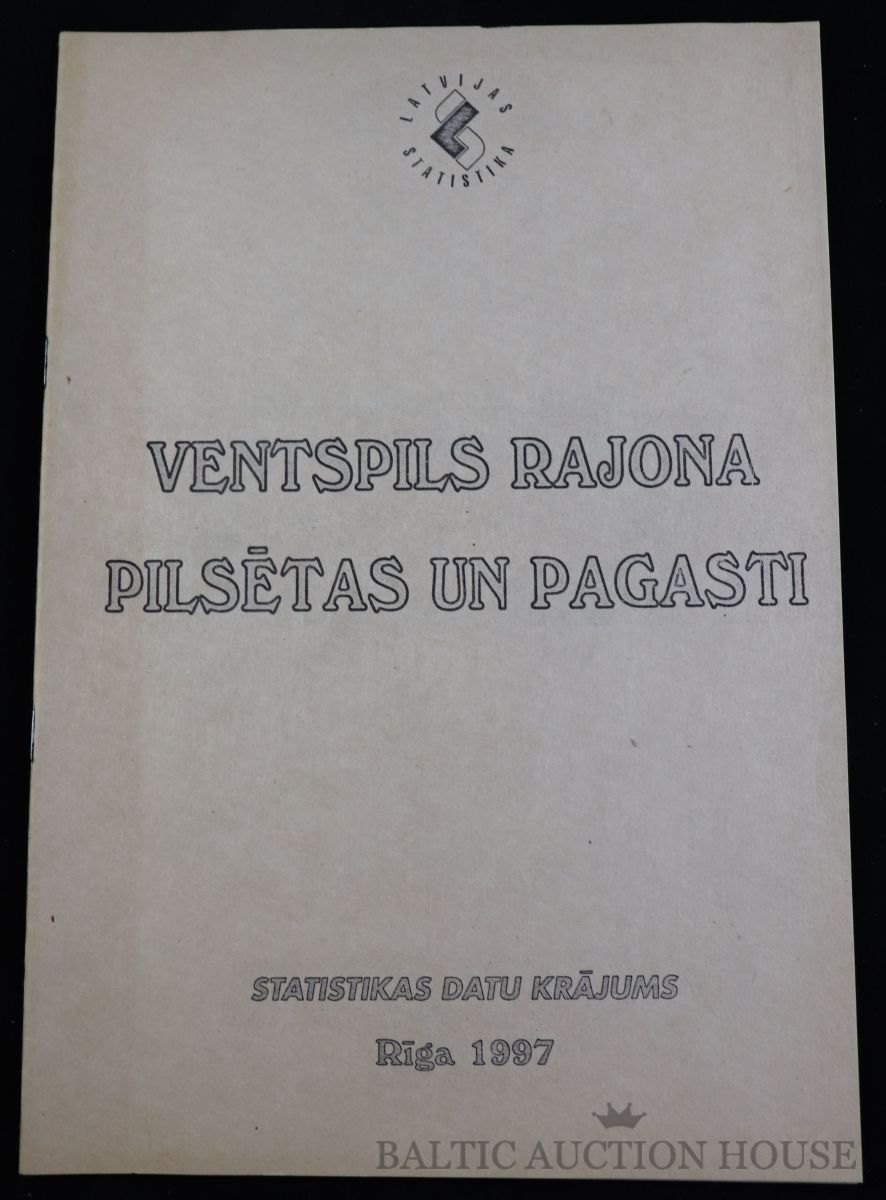 LATVIJAS
STATISTIKA
VENTSPILS RAJONA
PILSĒTAS UN PAGASTI
STATISTIKAS DATU KRĀJUMS
Rīga 1997
BALTIC AUCTION HOUSE